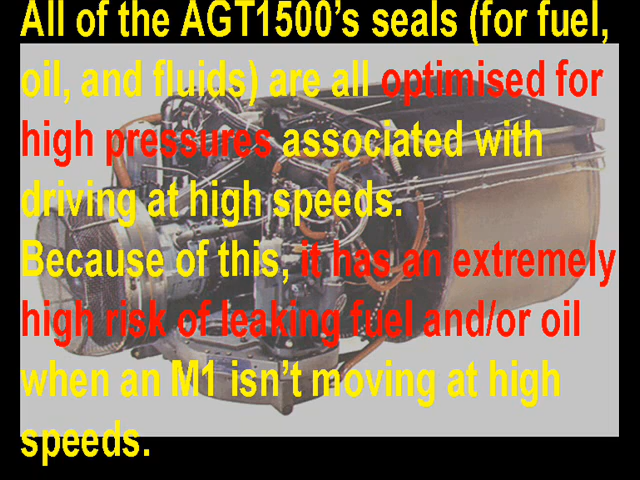 All of the AGT1500’s seals (for fuel,
oil, and fluids) are all optimised for
high pressures associated with
driving at high speeds.
Because of this, it has an extremely
high risk of leaking fuel and/or oil
when an M1 isn’t moving at high
speeds.